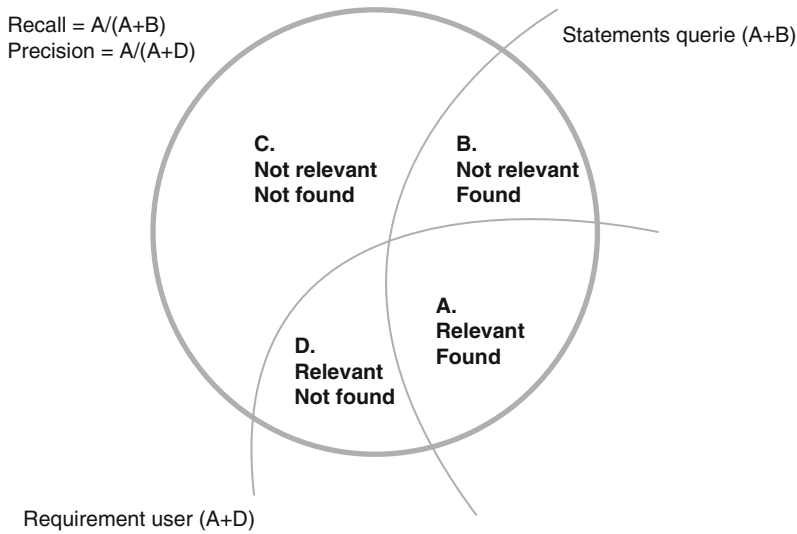 Recall = A/(A+B)
Precision = A/(A+D)
Statements querie (A+B)
C.
Not relevant
Not found
B.
Not relevant
Found
A.
Relevant
Found
D.
Relevant
Not found
Requirement user (A+D)